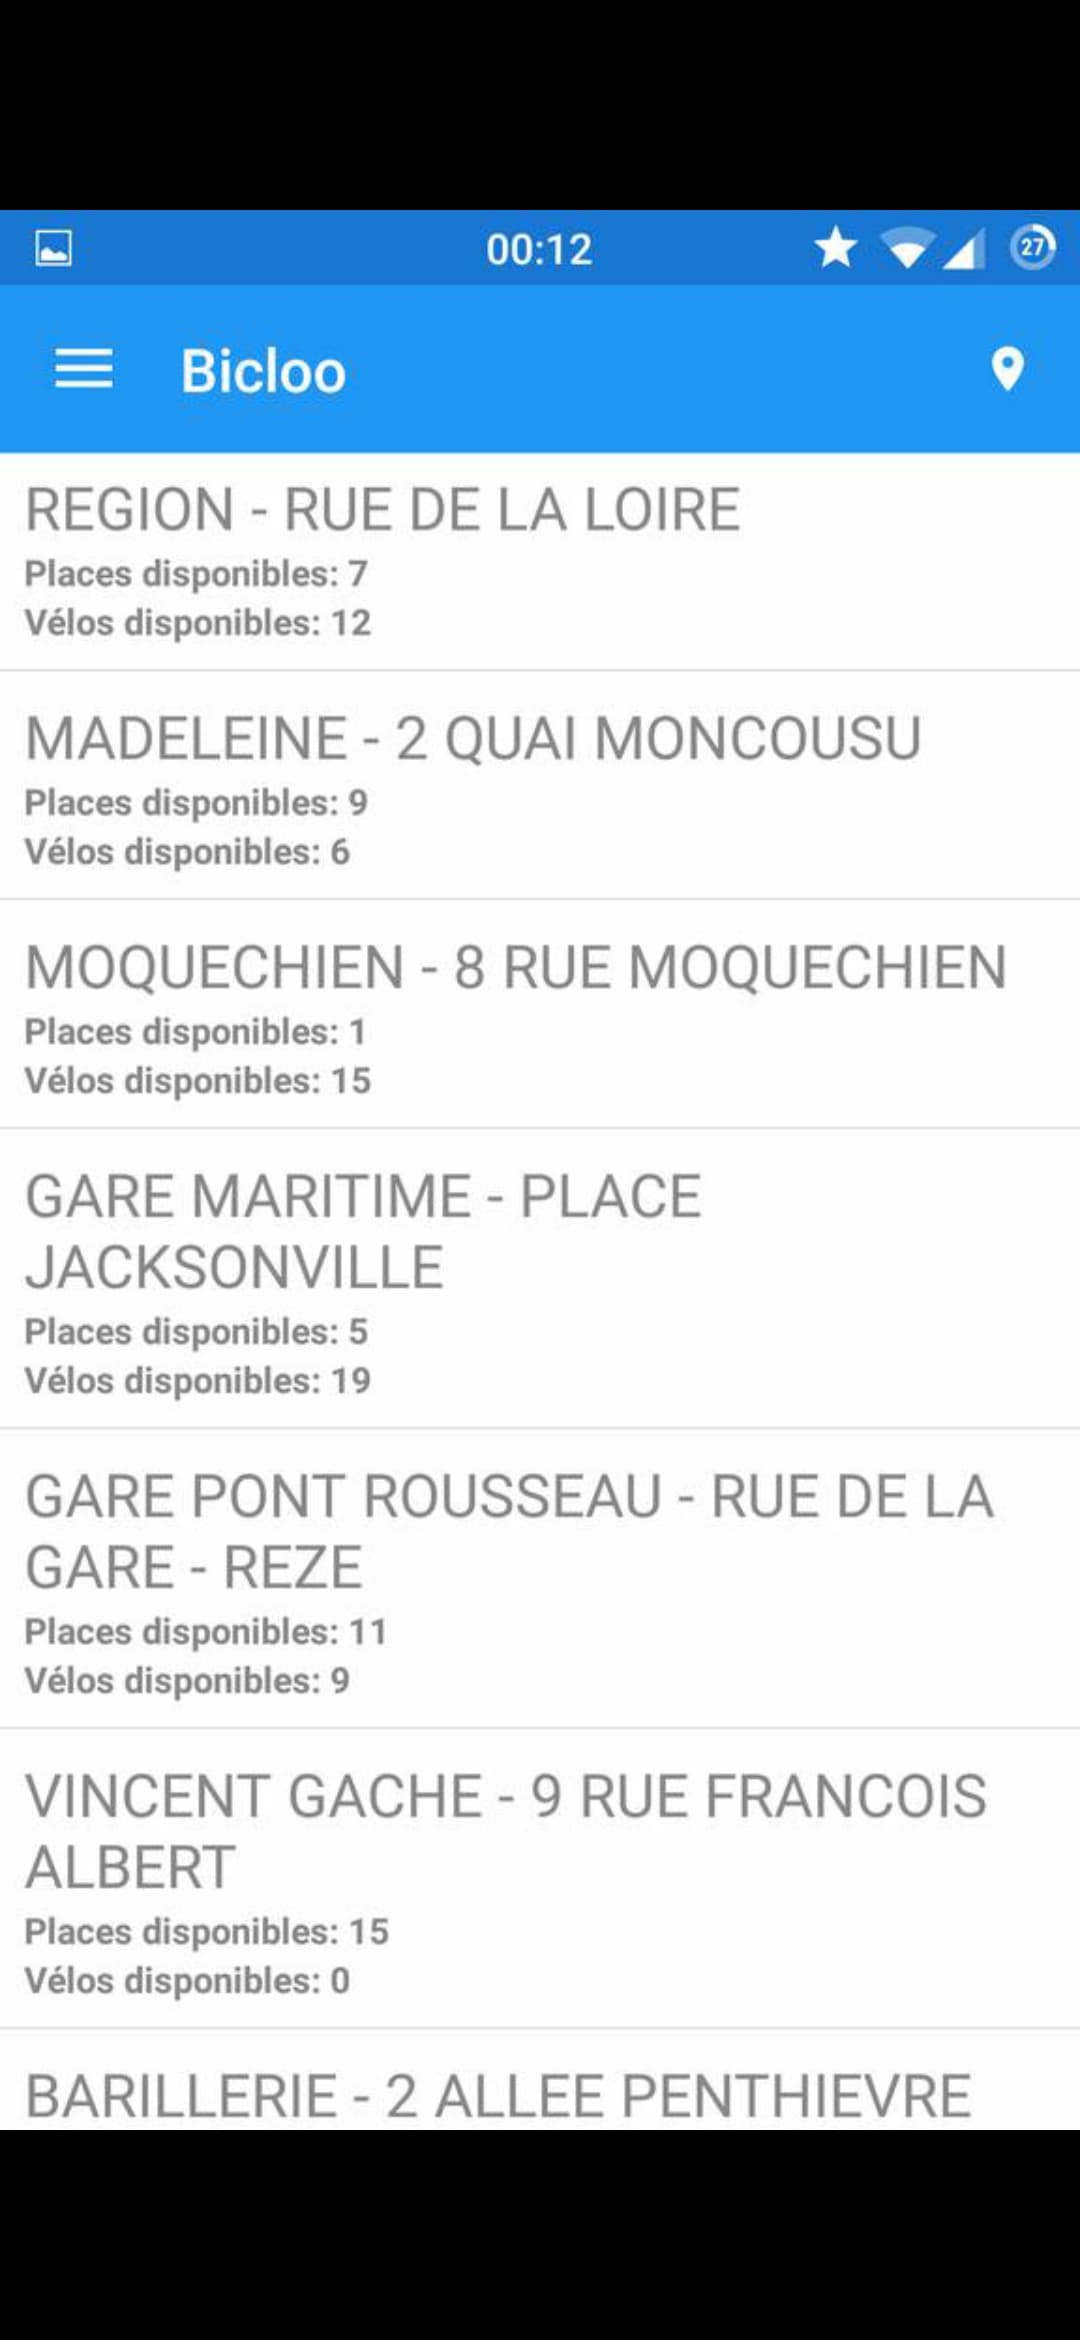 00:12
27
Bicloo
REGION - RUE DE LA LOIRE
Places disponibles: 7
Vélos disponibles: 12
MADELEINE - 2 QUAI MONCOUSU
Places disponibles: 9
Vélos disponibles: 6
MOQUECHIEN - 8 RUE MOQUECHIEN
Places disponibles: 1
Vélos disponibles: 15
GARE MARITIME - PLACE
JACKSONVILLE
Places disponibles: 5
Vélos disponibles: 19
GARE PONT ROUSSEAU - RUE DE LA
GARE - REZE
Places disponibles: 11
Vélos disponibles: 9
VINCENT GACHE - 9 RUE FRANCOIS
ALBERT
Places disponibles: 15
Vélos disponibles: 0
BARILLERIE - 2 ALLEE PENTHIEVRE